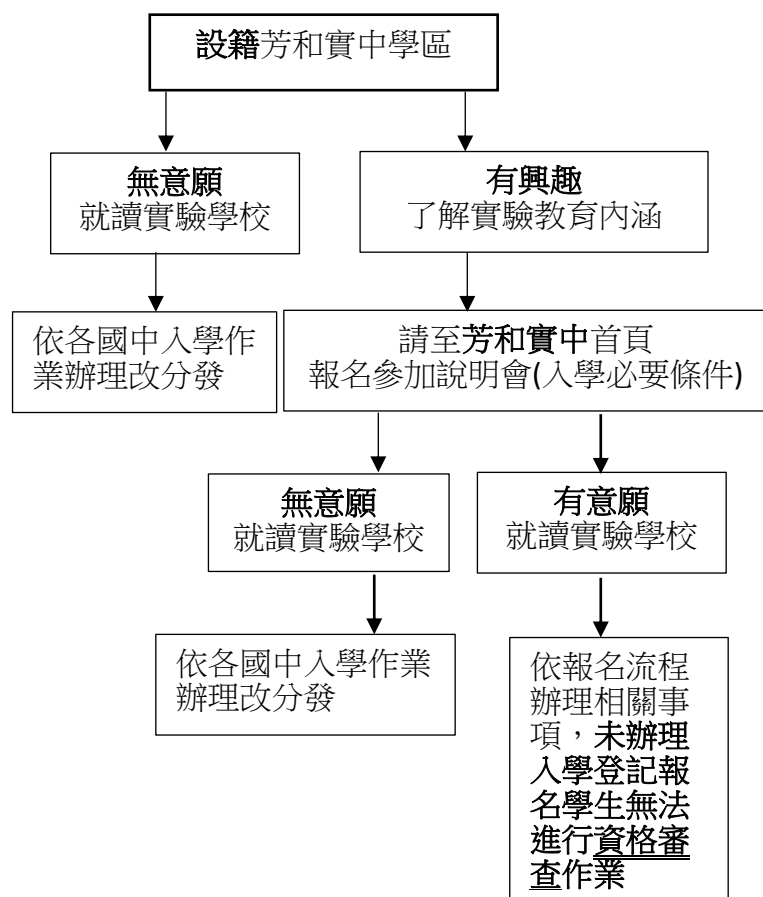 設籍芳和實中學區
無意願
就讀實驗學校
有興趣
了解實驗教育內涵
依各國中入學作
業辦理改分發
請至芳和實中首頁
報名參加說明會(入學必要條件)
無意願
就讀實驗學校
有意願
就讀實驗學校
依各國中入學作業
辦理改分發
依報名流程
辦理相關事
項，未辦理
入學登記報
名學生無法
進行資格審
查作業